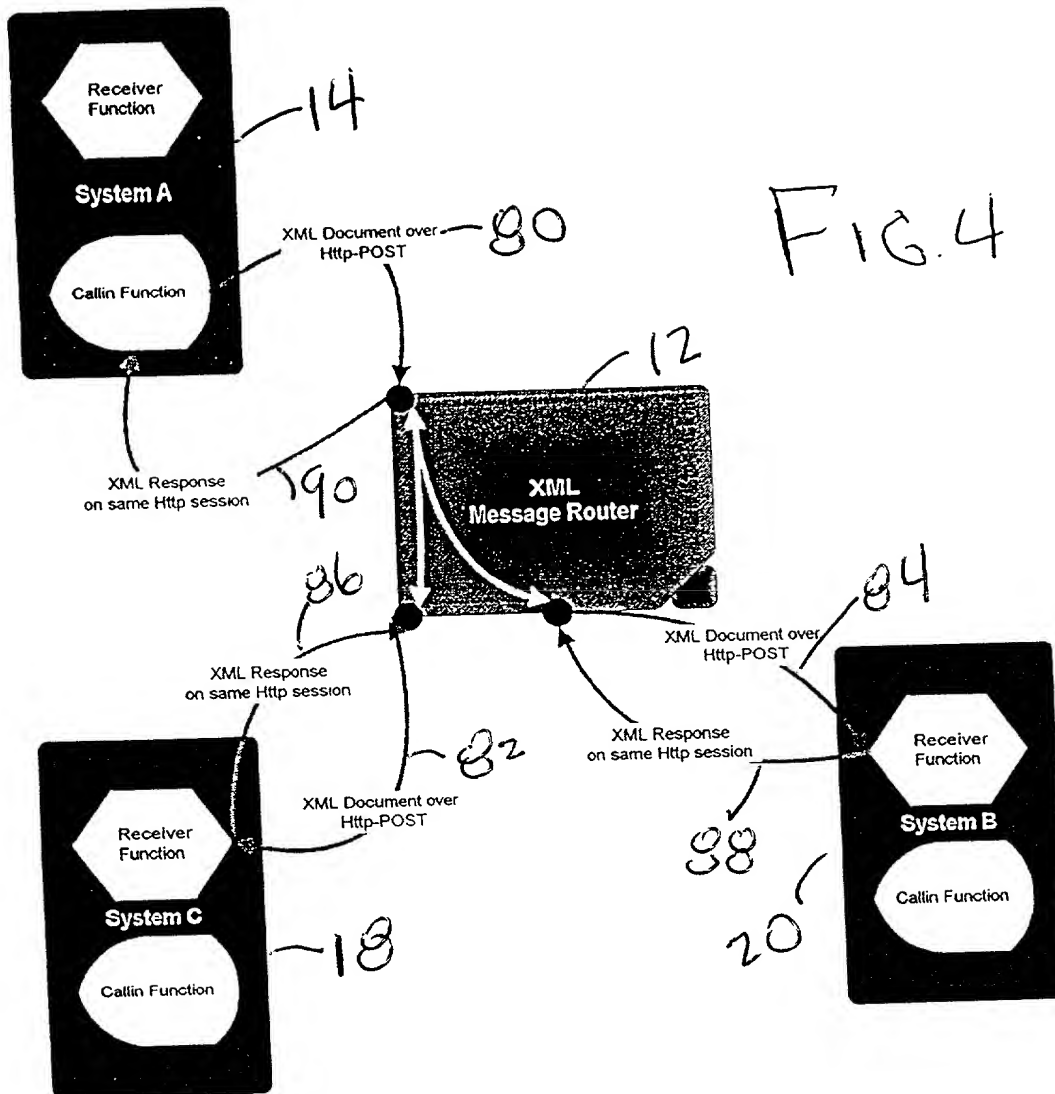 Receiver
Function
14
System A
Callin Function
XML Document over
Http-POST
80
FIG. 4
12
XML Response
on same Http session
90
XML
Message Router
86
84
XML Document over
Http-POST
XML Response
on same Http session
82
XML Response
on same Http session
88
XML Document over
Http-POST
Receiver
Function
System B
Callin Function
20
Receiver
Function
System C
Callin Function
18